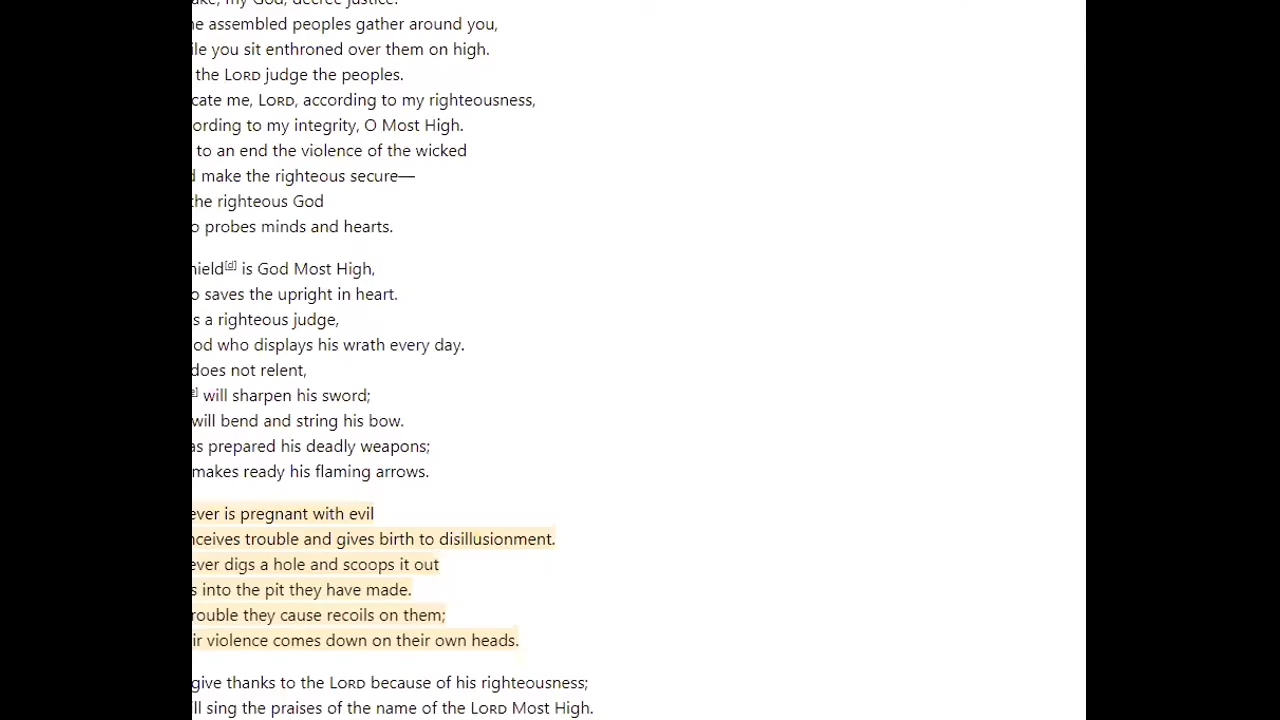 ake, my God, decree justice.
he assembled peoples gather around you,
ile you sit enthroned over them on high.
the LORD judge the peoples.
cate me, LORD, according to my righteousness,
ording to my integrity, O Most High.
to an end the violence of the wicked
d make the righteous secure—
the righteous God
o probes minds and hearts.
hield[d] is God Most High,
o saves the upright in heart.
s a righteous judge,
od who displays his wrath every day.
does not relent,
e] will sharpen his sword;
will bend and string his bow.
as prepared his deadly weapons;
makes ready his flaming arrows.
ever is pregnant with evil
nceives trouble and gives birth to disillusionment.
ever digs a hole and scoops it out
s into the pit they have made.
rouble they cause recoils on them;
ir violence comes down on their own heads.
give thanks to the LORD because of his righteousness;
ll sing the praises of the name of the LORD Most High.